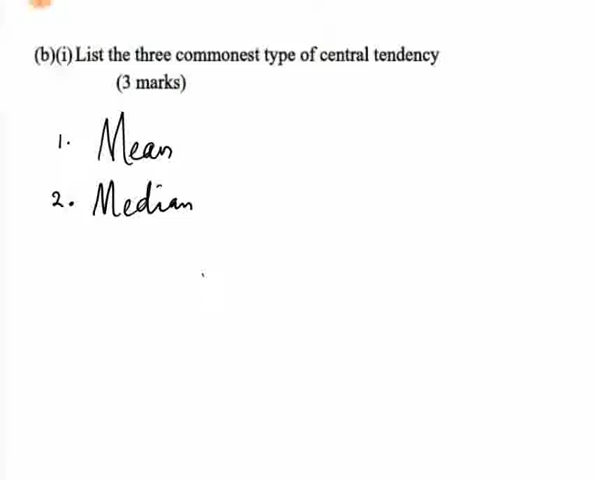 (b)(i) List the three commonest type of central tendency
(3 marks)
1. Mean
2. Median